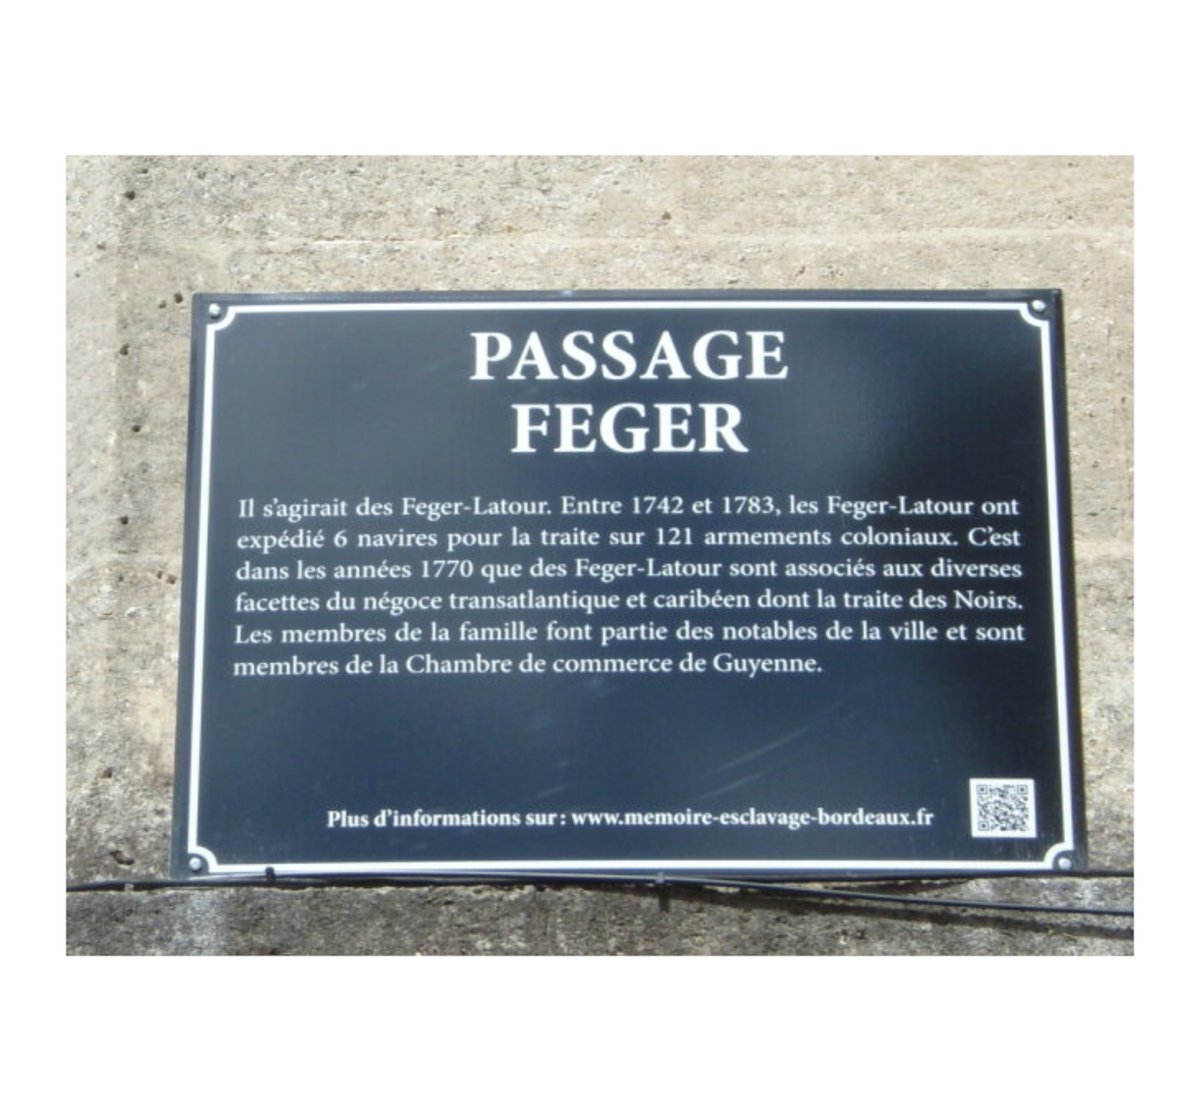 PASSAGE
FEGER
Il s'agirait des Feger-Latour. Entre 1742 et 1783, les Feger-Latour ont
expédié 6 navires pour la traite sur 121 armements coloniaux. C'est
dans les années 1770 que des Feger-Latour sont associés aux diverses
facettes du négoce transatlantique et caribéen dont la traite des Noirs.
Les membres de la famille font partie des notables de la ville et sont
membres de la Chambre de commerce de Guyenne.
Plus d'informations sur : www.memoire-esclavage-bordeaux.fr